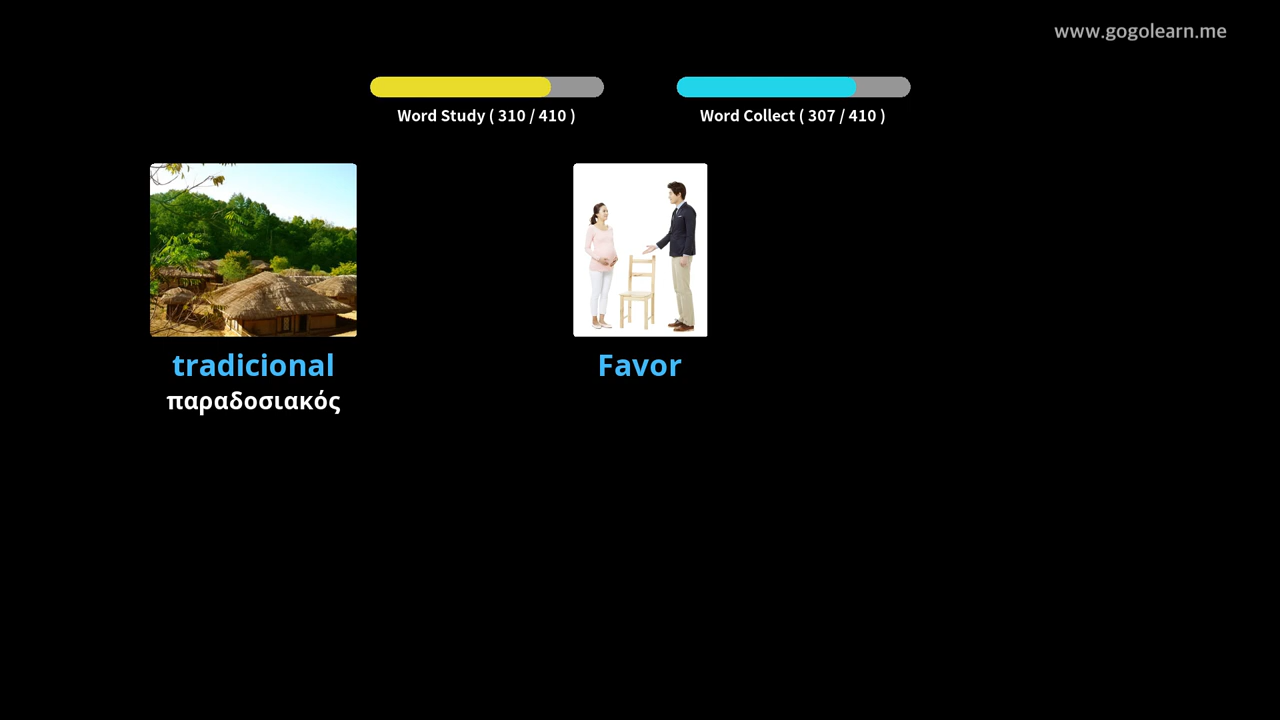 www.gogolearn.me
Word Study ( 310 / 410 )
Word Collect ( 307 / 410 )
tradicional
παραδοσιακός
Favor